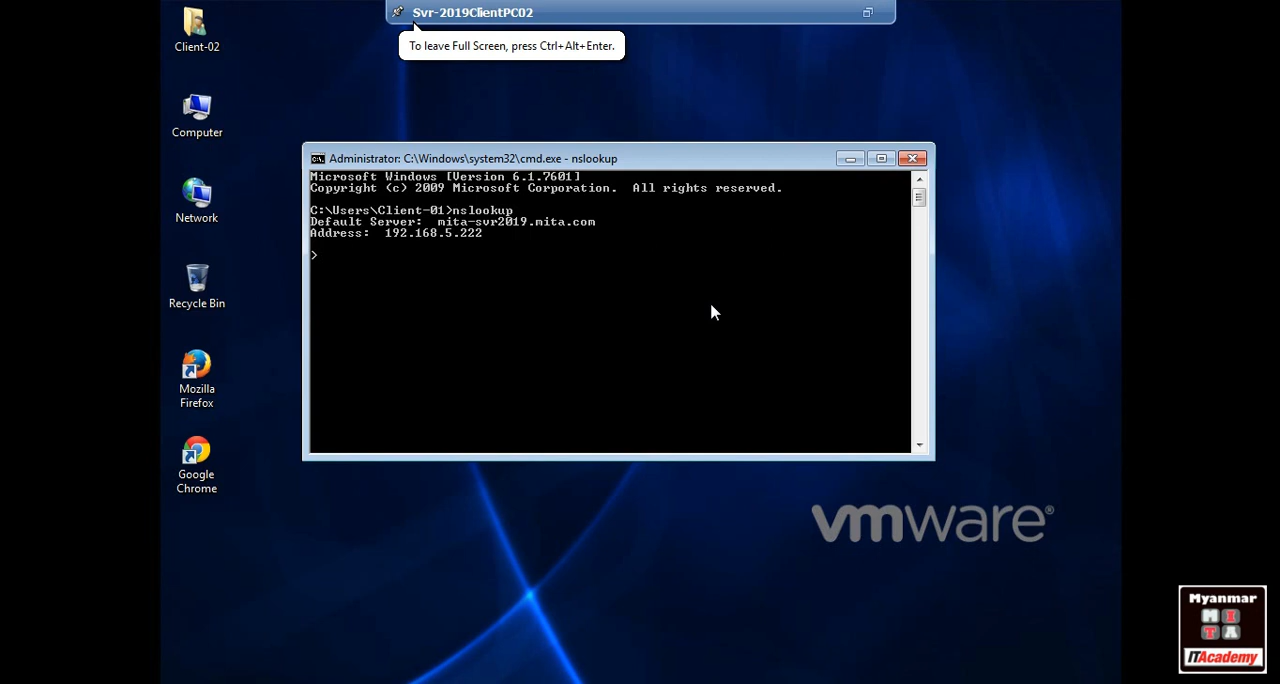 Svr-2019ClientPC02
To leave Full Screen, press Ctrl+Alt+Enter.
Client-02
Computer
Network
Recycle Bin
Mozilla
Firefox
Google
Chrome
Administrator: C:\Windows\system32\cmd.exe - nslookup
Microsoft Windows [Version 6.1.7601]
Copyright (c) 2009 Microsoft Corporation.  All rights reserved.
C:\Users\Client-01>nslookup
Default Server:  mita-svr2019.mita.com
Address:  192.168.5.222
>
vmware®
Myanmar
M I
T A
ITAcademy